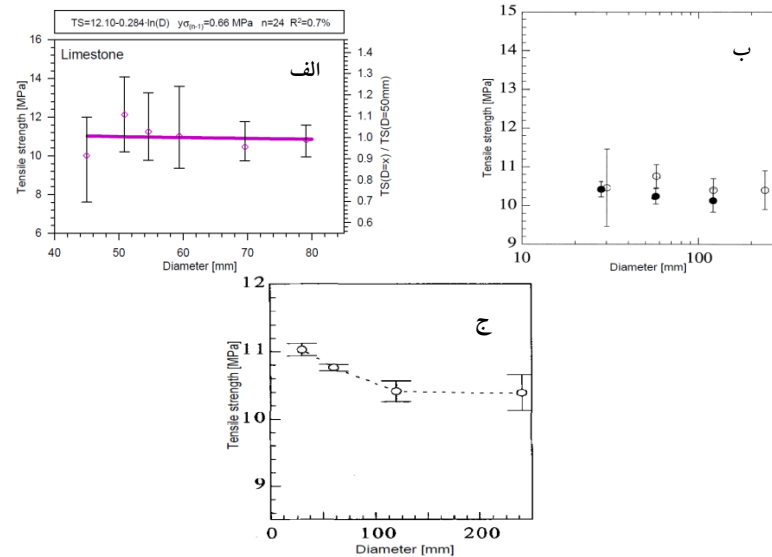 TS=12.10-0.284·ln(D)   yσ(n-1)=0.66 MPa   n=24   R²=0.7%
Limestone
الف
Tensile strength [MPa]
16
14
12
10
8
6
40 50 60 70 80
Diameter [mm]
1.4
1.3
1.2
1.1
1.0
0.9
0.8
0.7
0.6
TS(D=x) / TS(D=50mm)
ب
Tensile strength [MPa]
16
15
14
13
12
11
10
9
10 100
Diameter [mm]
ج
Tensile strength [MPa]
12
11
10
9
0 100 200
Diameter [mm]